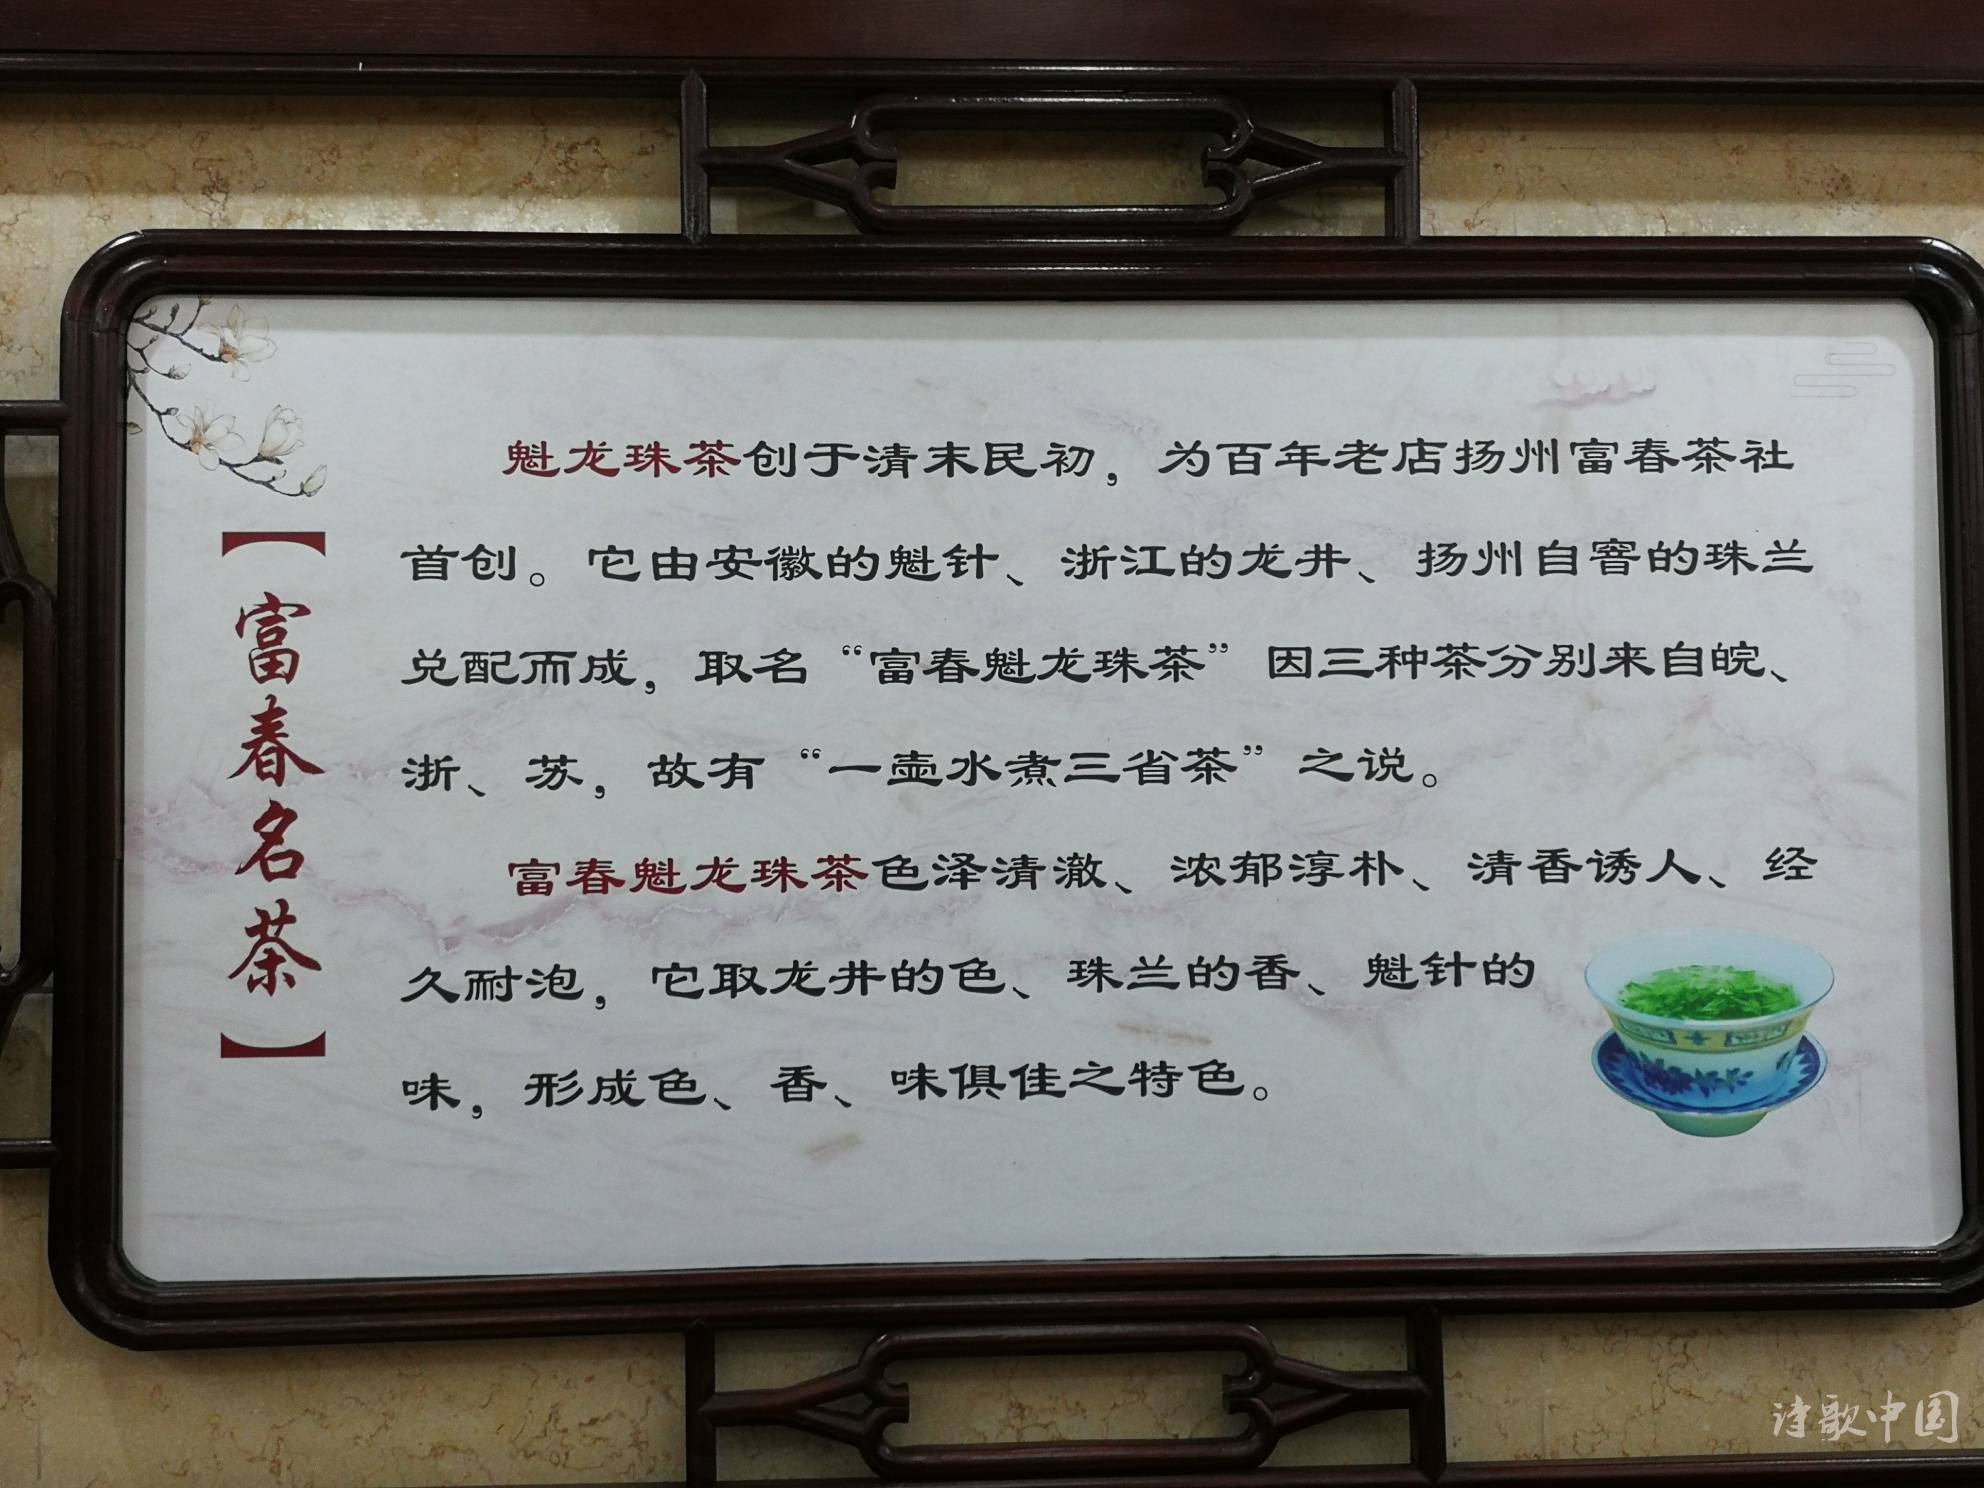 【富春名茶】
魁龙珠茶创于清末民初，为百年老店扬州富春茶社
首创。它由安徽的魁针、浙江的龙井、扬州自窨的珠兰
兑配而成，取名“富春魁龙珠茶”因三种茶分别来自皖、
浙、苏，故有“一壶水煮三省茶”之说。
富春魁龙珠茶色泽清澈、浓郁淳朴、清香诱人、经
久耐泡，它取龙井的色、珠兰的香、魁针的
味，形成色、香、味俱佳之特色。
诗歌中国